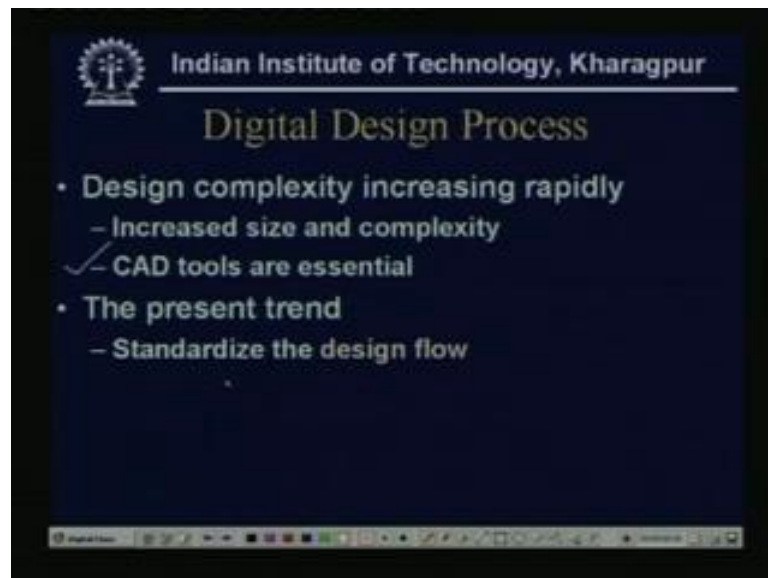 Indian Institute of Technology, Kharagpur
Digital Design Process
• Design complexity increasing rapidly
– Increased size and complexity
– CAD tools are essential
• The present trend
– Standardize the design flow